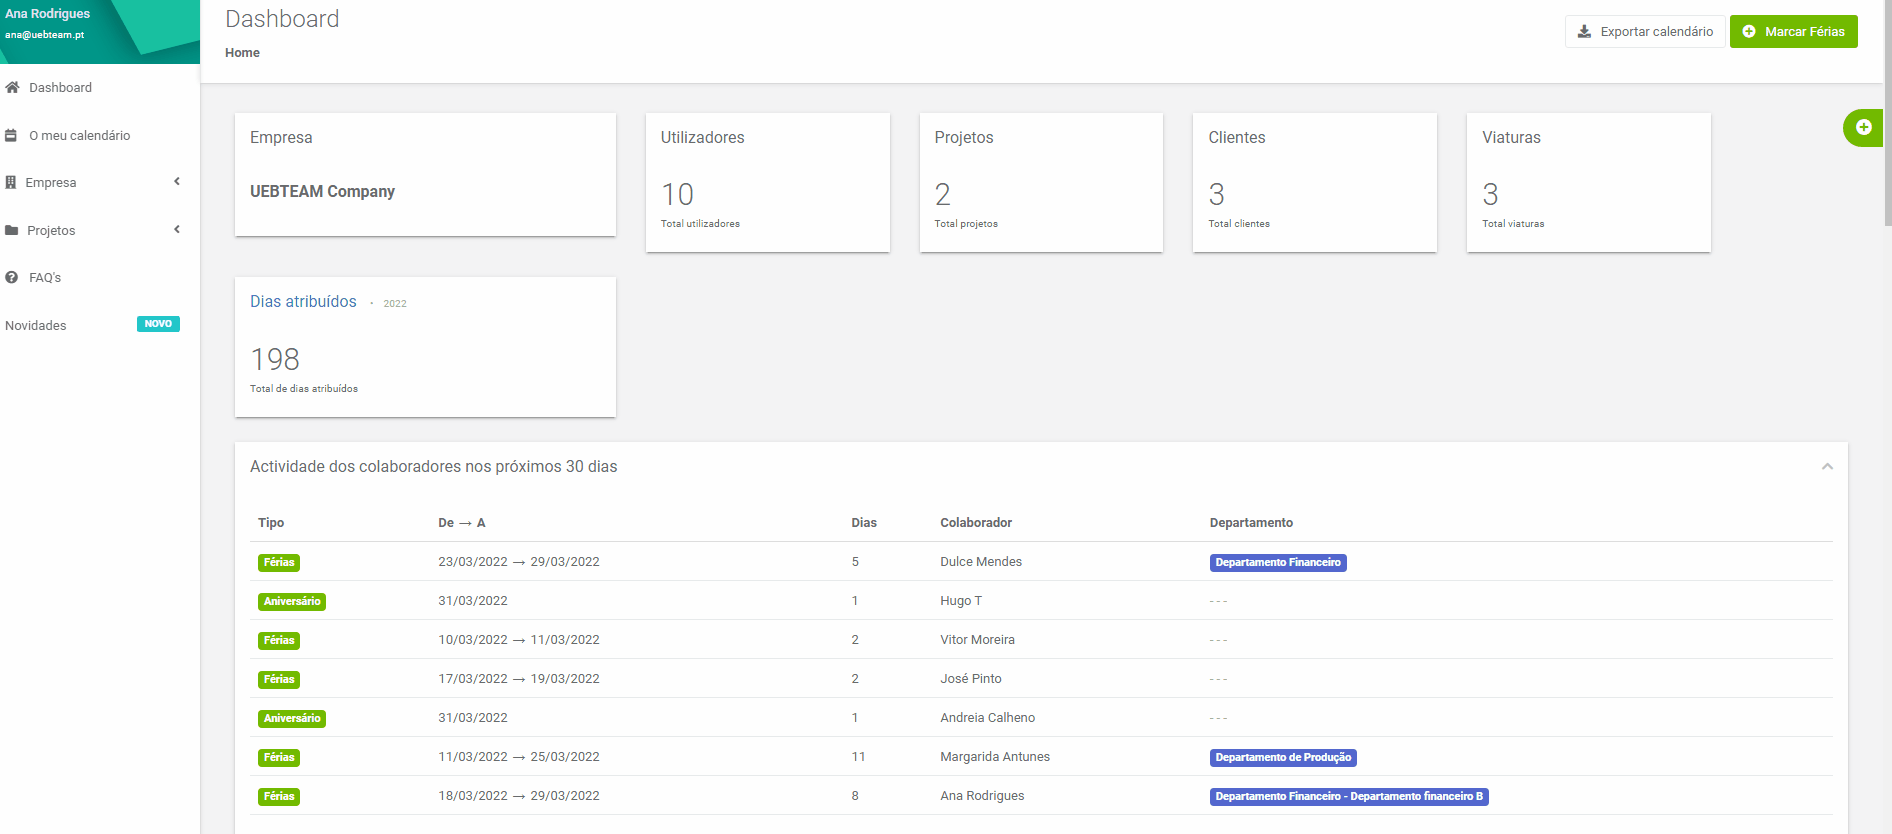 Ana Rodrigues
ana@uebteam.pt
Dashboard
O meu calendário
Empresa
Projetos
FAQ's
Novidades NOVO
Dashboard
Home
Exportar calendário
Marcar Férias
Empresa
UEBTEAM Company
Utilizadores
10
Total utilizadores
Projetos
2
Total projetos
Clientes
3
Total clientes
Viaturas
3
Total viaturas
Dias atribuídos · 2022
198
Total de dias atribuídos
Actividade dos colaboradores nos próximos 30 dias
Tipo De → A Dias Colaborador Departamento
Férias 23/03/2022 → 29/03/2022 5 Dulce Mendes Departamento Financeiro
Aniversário 31/03/2022 1 Hugo T ---
Férias 10/03/2022 → 11/03/2022 2 Vitor Moreira ---
Férias 17/03/2022 → 19/03/2022 2 José Pinto ---
Aniversário 31/03/2022 1 Andreia Calheno ---
Férias 11/03/2022 → 25/03/2022 11 Margarida Antunes Departamento de Produção
Férias 18/03/2022 → 29/03/2022 8 Ana Rodrigues Departamento Financeiro - Departamento financeiro B